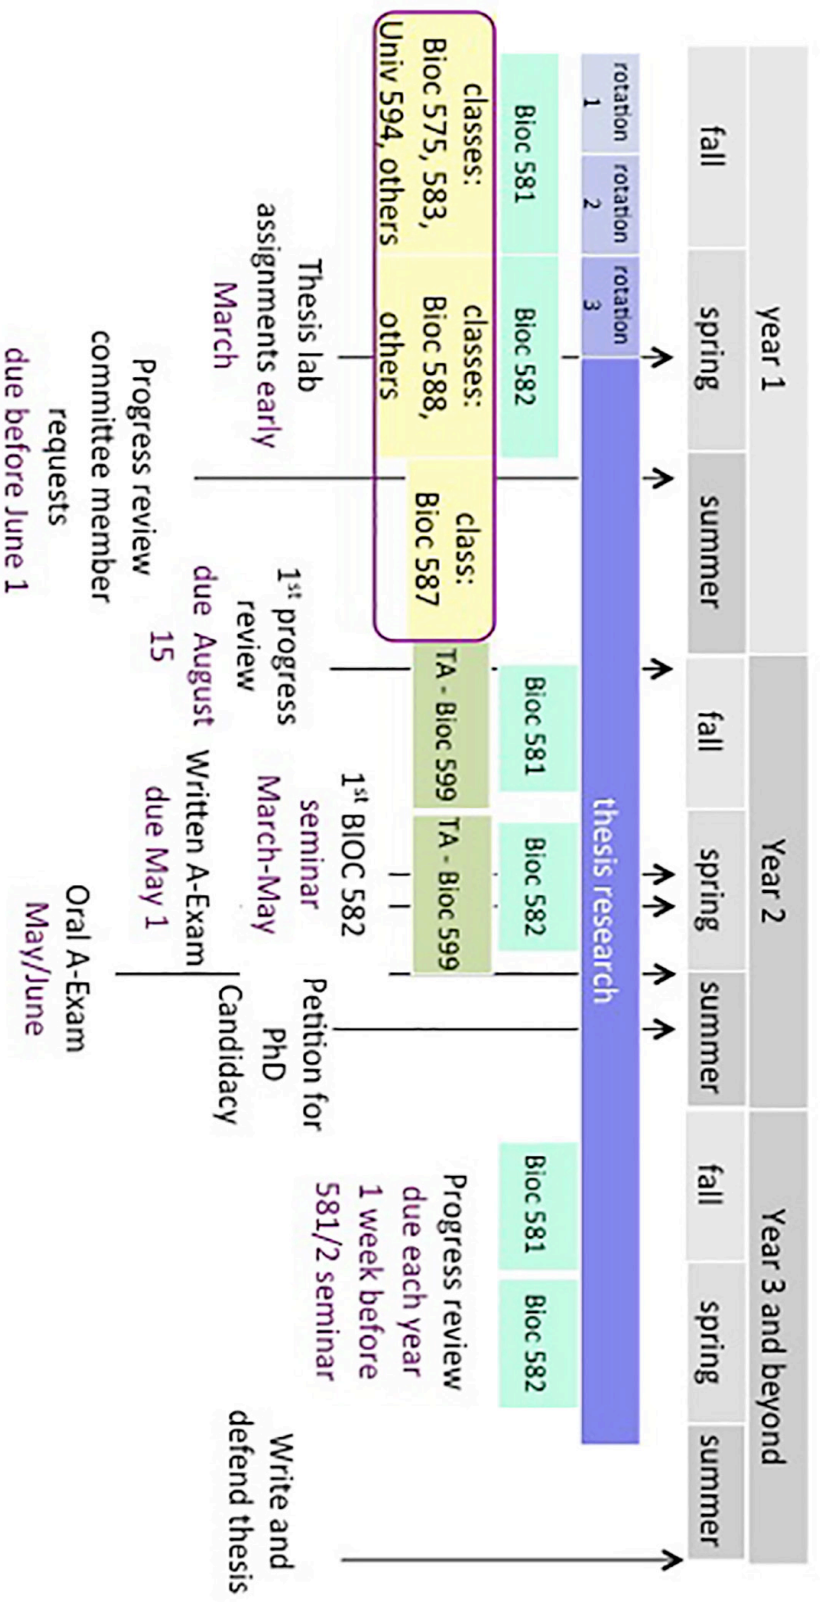 year 1
Year 2
Year 3 and beyond
fall
spring
summer
fall
spring
summer
fall
spring
summer
rotation
1
rotation
2
rotation
3
thesis research
Bioc 581
Bioc 582
Bioc 581
Bioc 582
Bioc 581
Bioc 582
classes:
Bioc 575, 583,
Univ 594, others
classes:
Bioc 588,
others
class:
Bioc 587
TA - Bioc 599
TA - Bioc 599
Thesis lab
assignments early
March
Progress review
committee member
requests
due before June 1
1st progress
review
due August
15
1st BIOC 582
seminar
March-May
Written A-Exam
due May 1
Oral A-Exam
May/June
Petition for
PhD
Candidacy
Progress review
due each year
1 week before
581/2 seminar
Write and
defend thesis